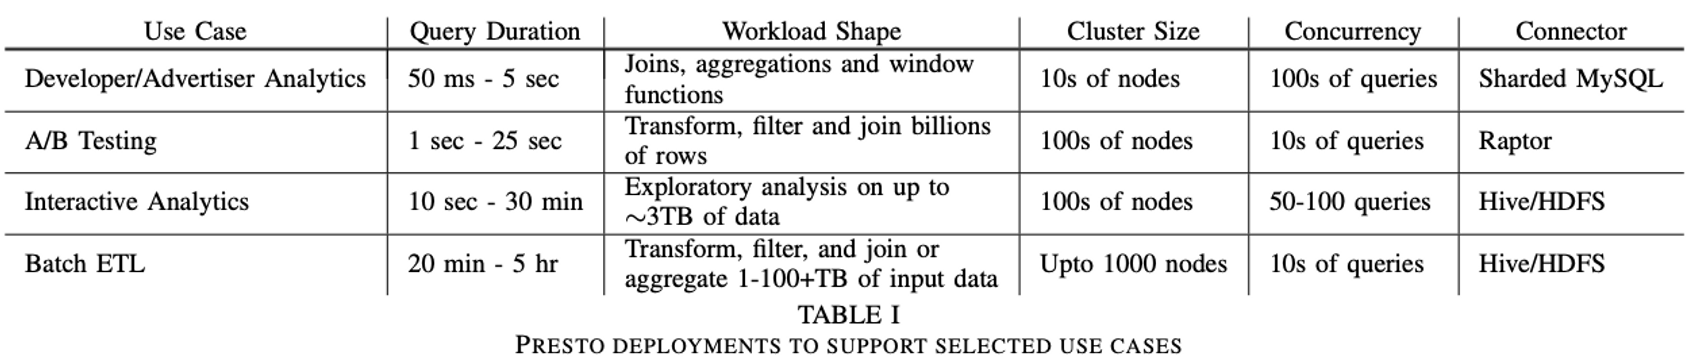 Use Case Query Duration Workload Shape Cluster Size Concurrency Connector
Developer/Advertiser Analytics 50 ms - 5 sec Joins, aggregations and window functions 10s of nodes 100s of queries Sharded MySQL
A/B Testing 1 sec - 25 sec Transform, filter and join billions of rows 100s of nodes 10s of queries Raptor
Interactive Analytics 10 sec - 30 min Exploratory analysis on up to ~3TB of data 100s of nodes 50-100 queries Hive/HDFS
Batch ETL 20 min - 5 hr Transform, filter, and join or aggregate 1-100+TB of input data Upto 1000 nodes 10s of queries Hive/HDFS
TABLE I
PRESTO DEPLOYMENTS TO SUPPORT SELECTED USE CASES